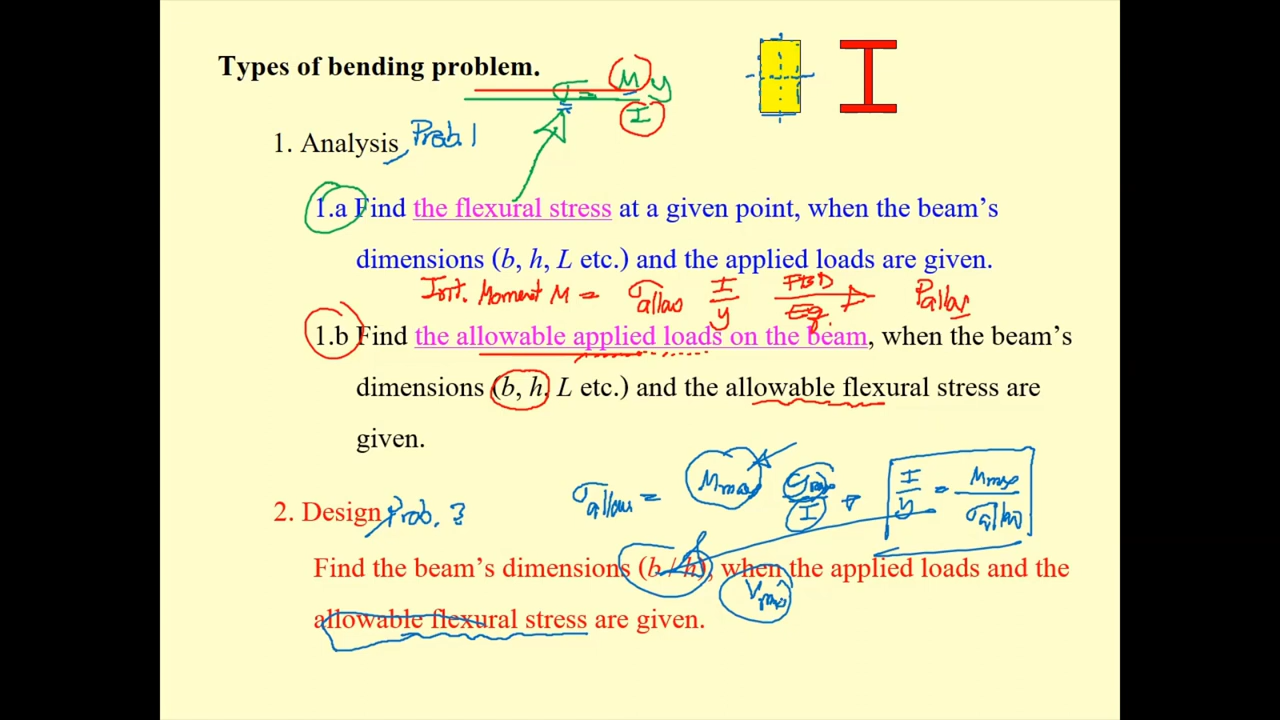 Types of bending problem.
σ = M y
I
1. Analysis, Prob. 1
1.a Find the flexural stress at a given point, when the beam’s
dimensions (b, h, L etc.) and the applied loads are given.
Int. Moment M = σallow I/y FBD Eq. Pallow
1.b Find the allowable applied loads on the beam, when the beam’s
dimensions (b, h, L etc.) and the allowable flexural stress are
given.
σallow = Mmax ymax/I I/y = Mmax/σallow
2. Design, Prob. 2
Find the beam’s dimensions (b / h), when the applied loads and the
Vmax
allowable flexural stress are given.